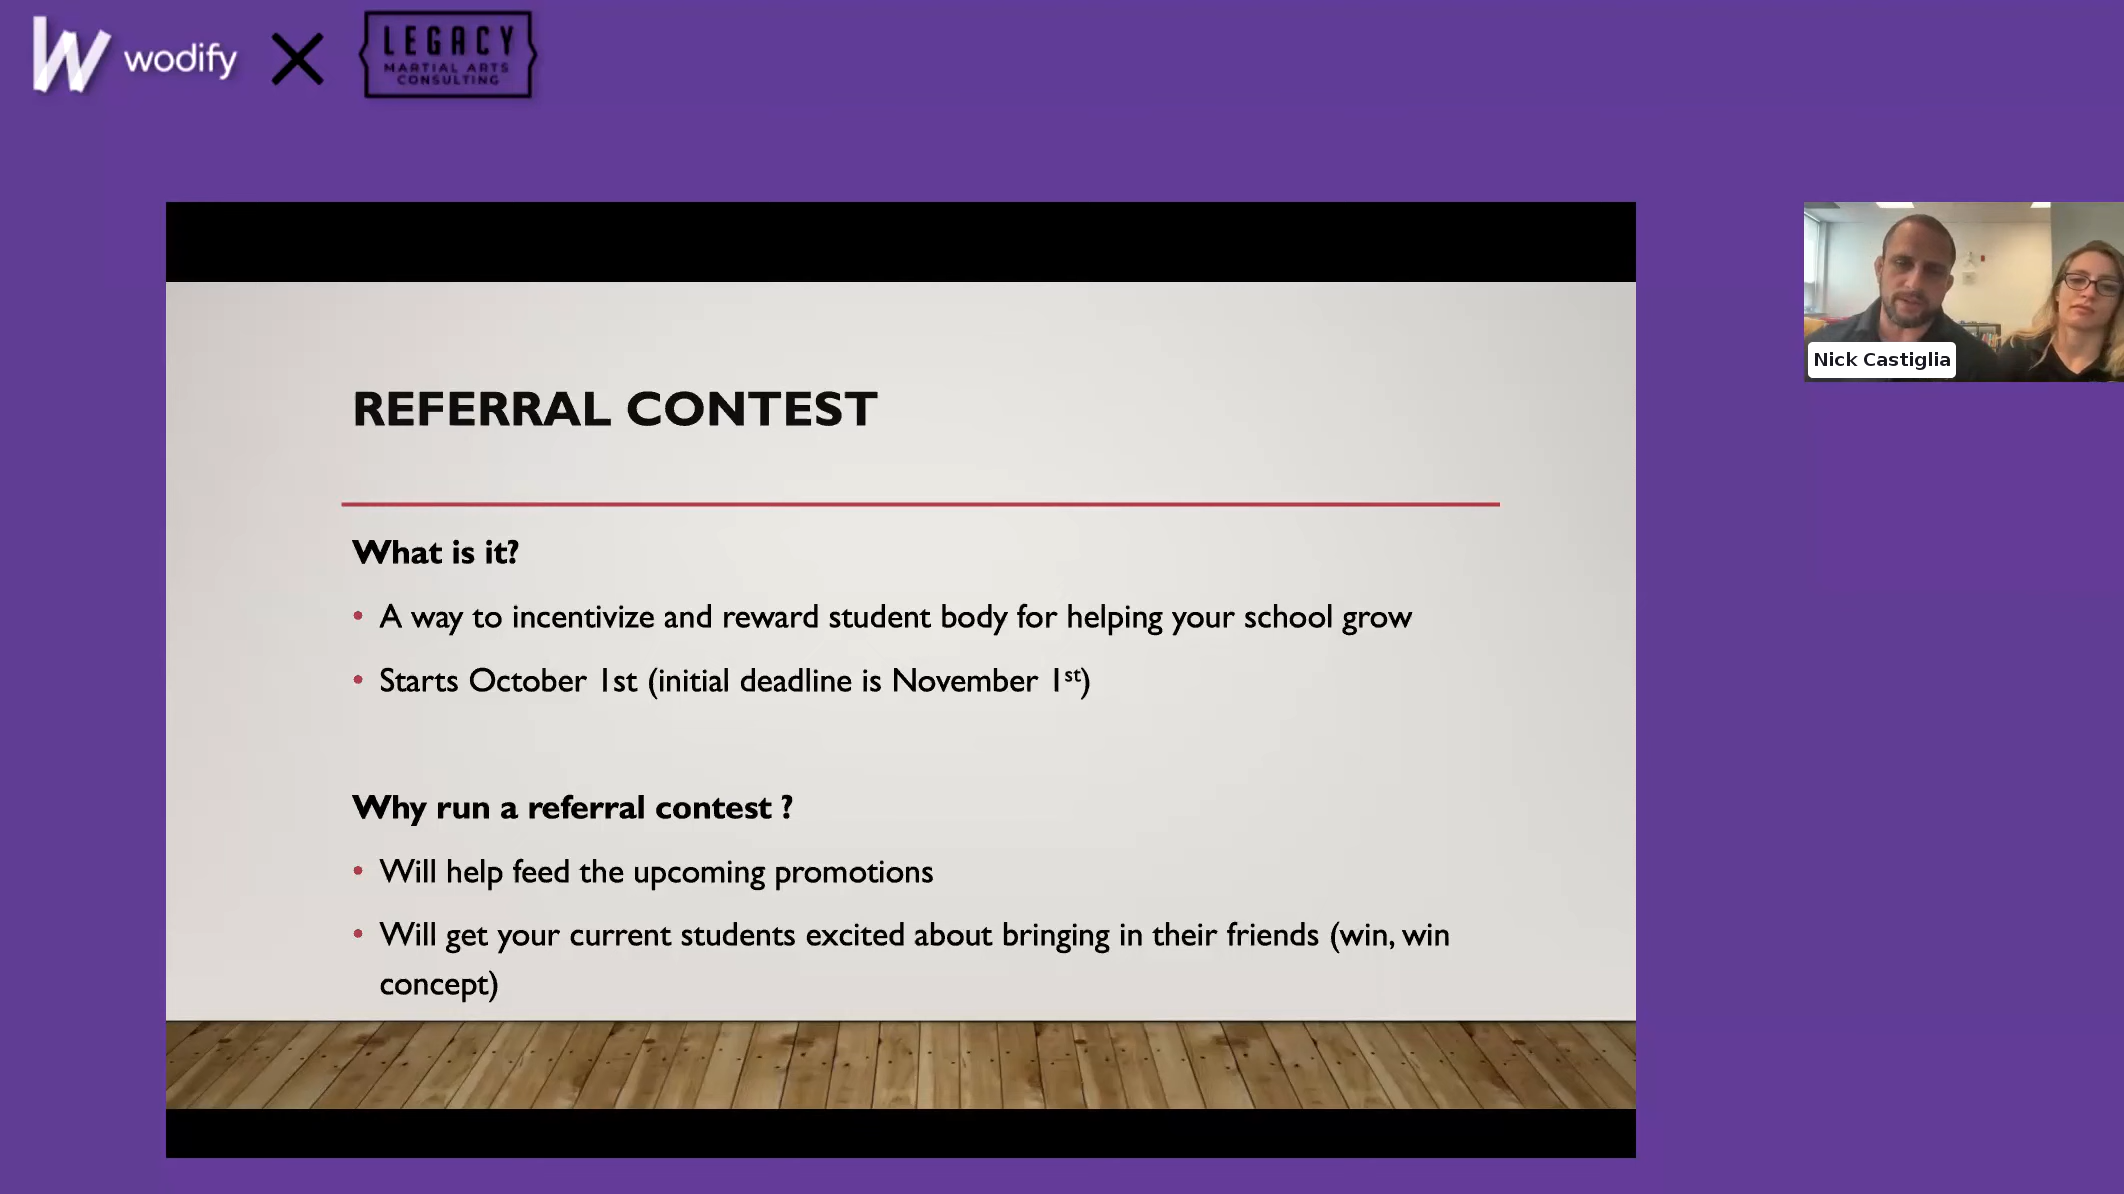 wodify
LEGACY
MARTIAL ARTS
CONSULTING
REFERRAL CONTEST
What is it?
• A way to incentivize and reward student body for helping your school grow
• Starts October 1st (initial deadline is November 1st)
Why run a referral contest ?
• Will help feed the upcoming promotions
• Will get your current students excited about bringing in their friends (win, win
concept)
Nick Castiglia